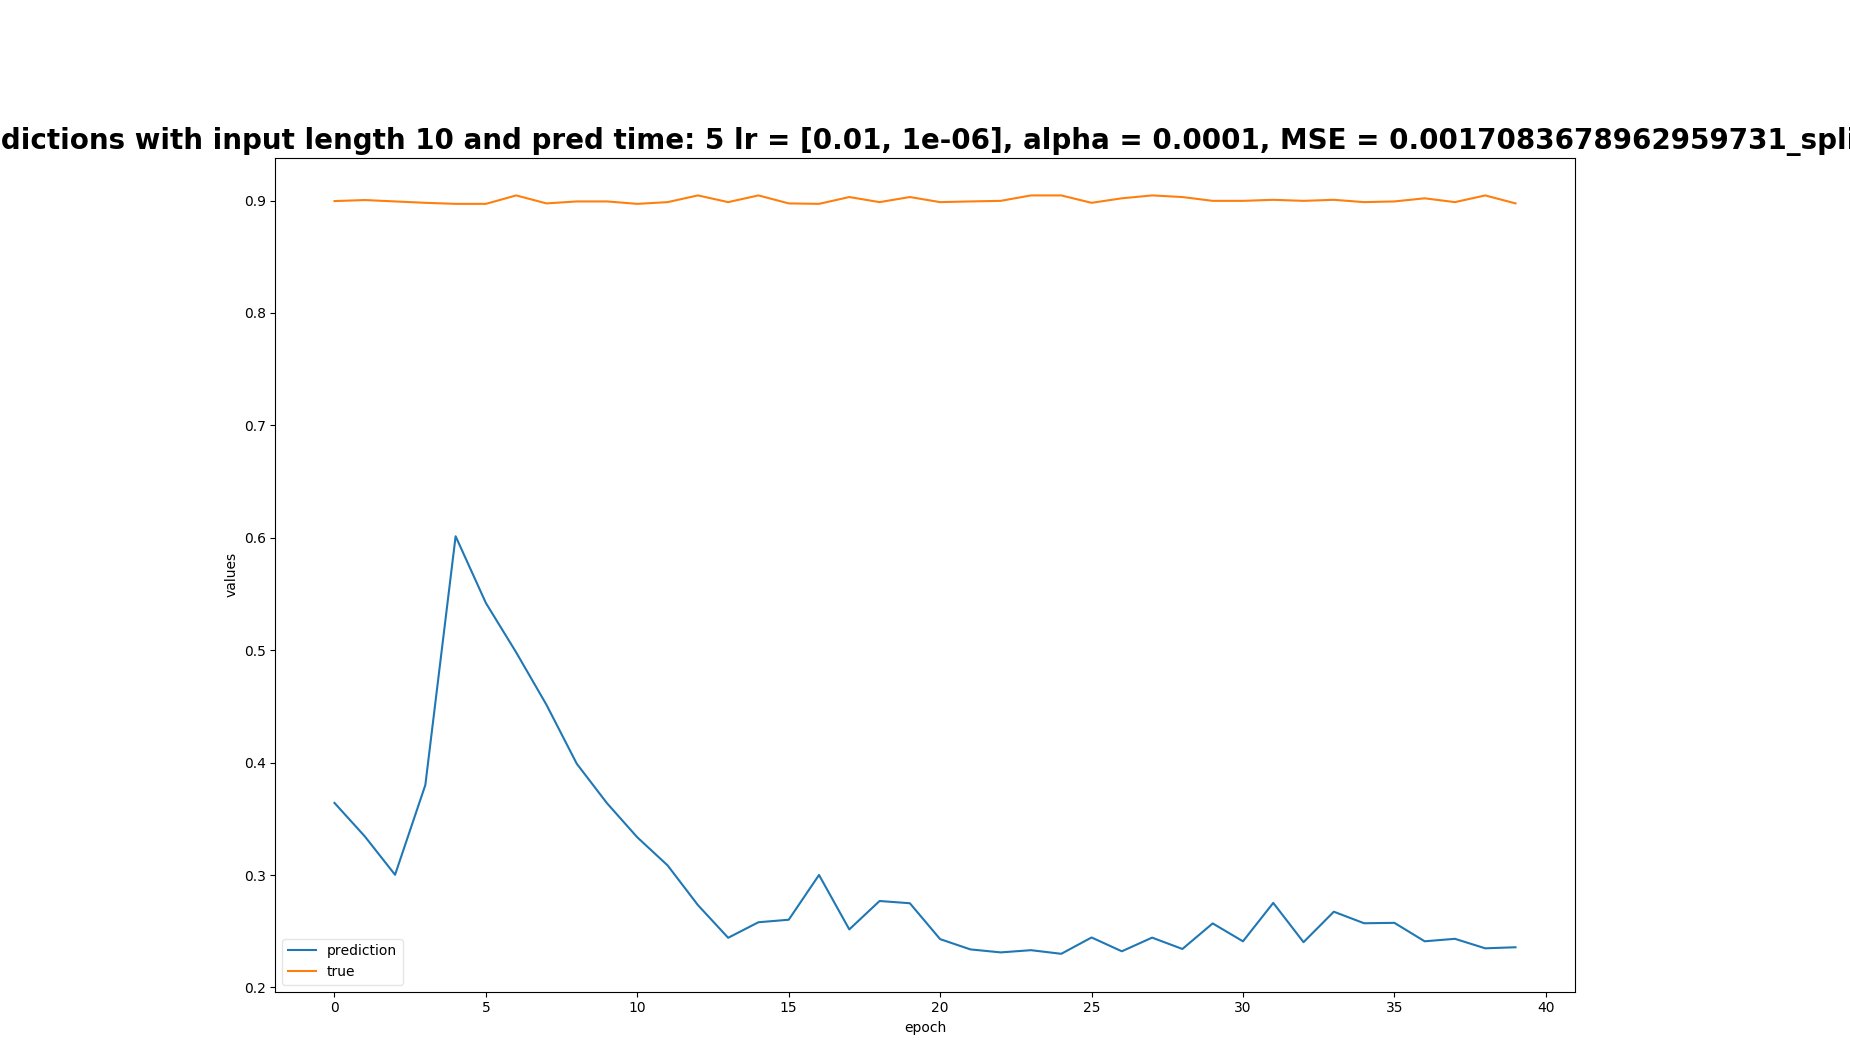 dictions with input length 10 and pred time: 5 lr = [0.01, 1e-06], alpha = 0.0001, MSE = 0.0017083678962959731_spli
0.9
0.8
0.7
0.6
0.5
0.4
0.3
0.2
values
prediction
true
0 5 10 15 20 25 30 35 40
epoch